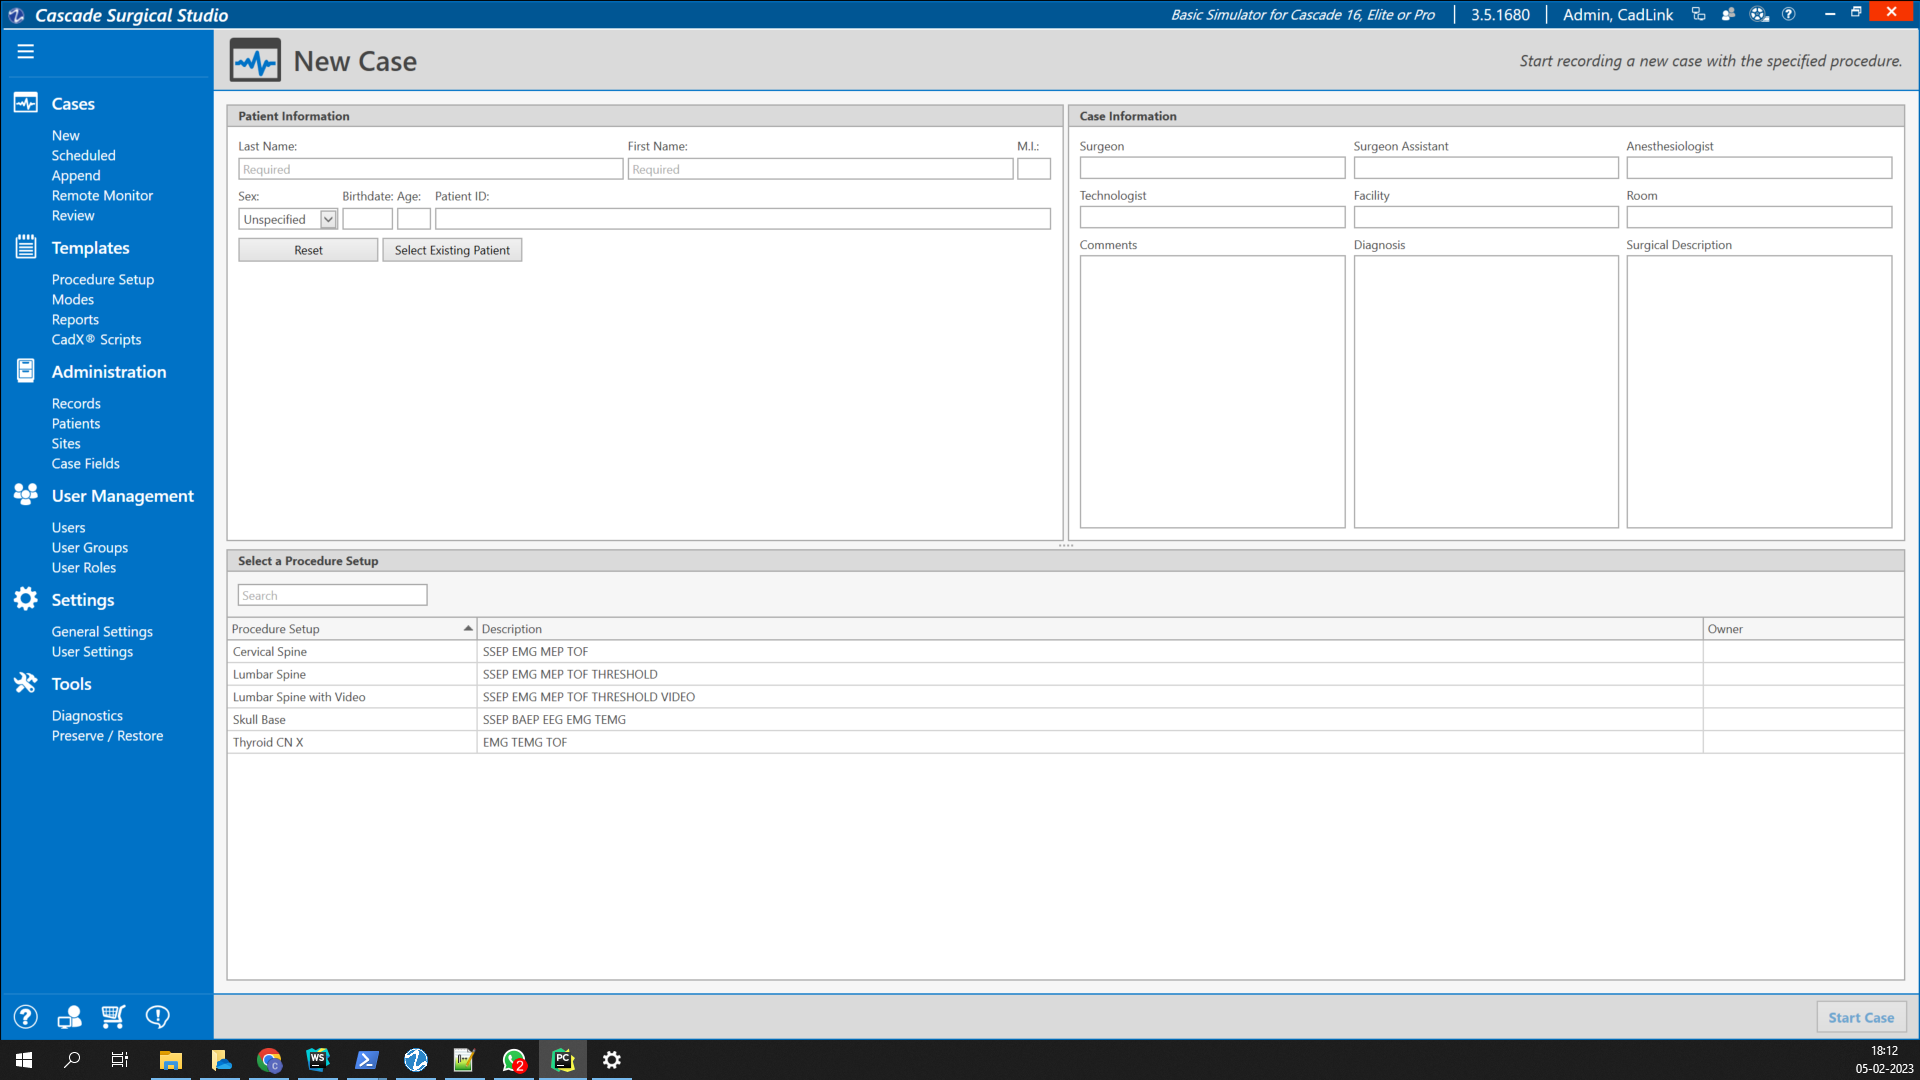 Cascade Surgical Studio
Basic Simulator for Cascade 16, Elite or Pro
3.5.1680
Admin, CadLink
New Case
Start recording a new case with the specified procedure.
Cases
New
Scheduled
Append
Remote Monitor
Review
Templates
Procedure Setup
Modes
Reports
CadX® Scripts
Administration
Records
Patients
Sites
Case Fields
User Management
Users
User Groups
User Roles
Settings
General Settings
User Settings
Tools
Diagnostics
Preserve / Restore
Patient Information
Last Name: First Name: M.I.:
Required Required
Sex: Birthdate: Age: Patient ID:
Unspecified
Reset Select Existing Patient
Case Information
Surgeon Surgeon Assistant Anesthesiologist
Technologist Facility Room
Comments Diagnosis Surgical Description
Select a Procedure Setup
Search
Procedure Setup Description Owner
Cervical Spine SSEP EMG MEP TOF
Lumbar Spine SSEP EMG MEP TOF THRESHOLD
Lumbar Spine with Video SSEP EMG MEP TOF THRESHOLD VIDEO
Skull Base SSEP BAEP EEG EMG TEMG
Thyroid CN X EMG TEMG TOF
Start Case
WS
2
PC
18:12
05-02-2023